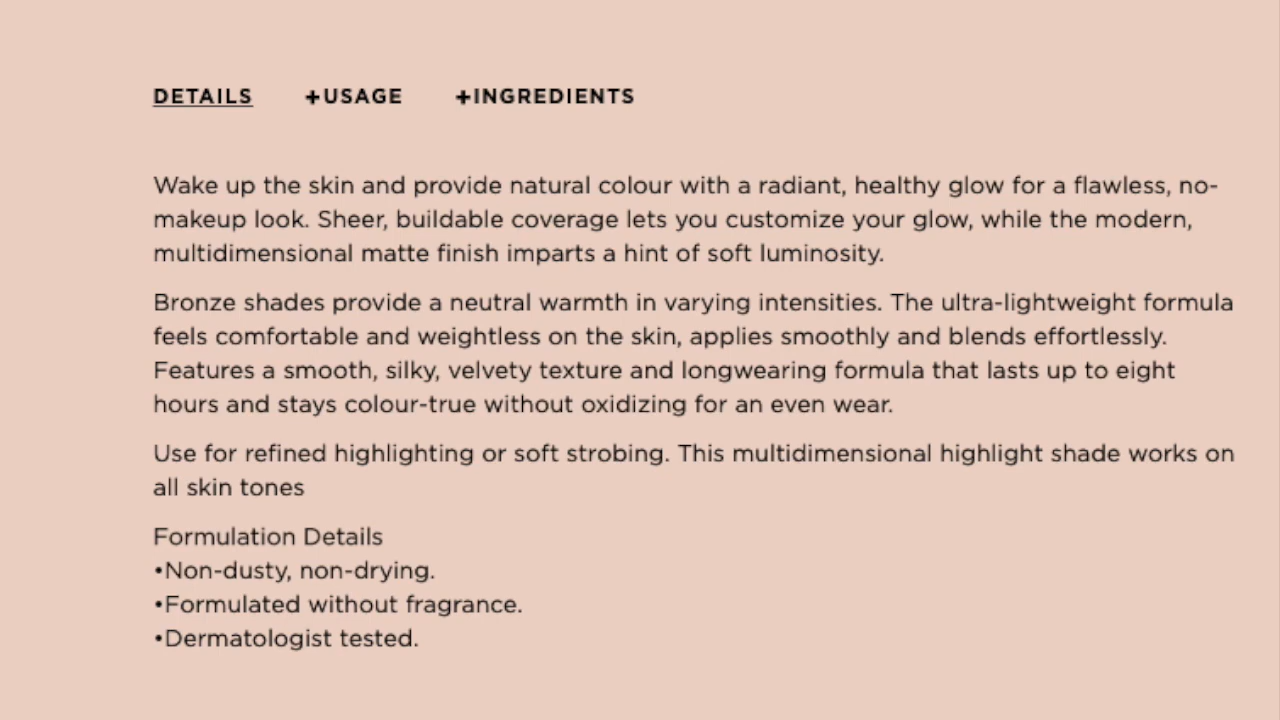 DETAILS +USAGE +INGREDIENTS
Wake up the skin and provide natural colour with a radiant, healthy glow for a flawless, no-
makeup look. Sheer, buildable coverage lets you customize your glow, while the modern,
multidimensional matte finish imparts a hint of soft luminosity.
Bronze shades provide a neutral warmth in varying intensities. The ultra-lightweight formula
feels comfortable and weightless on the skin, applies smoothly and blends effortlessly.
Features a smooth, silky, velvety texture and longwearing formula that lasts up to eight
hours and stays colour-true without oxidizing for an even wear.
Use for refined highlighting or soft strobing. This multidimensional highlight shade works on
all skin tones
Formulation Details
•Non-dusty, non-drying.
•Formulated without fragrance.
•Dermatologist tested.